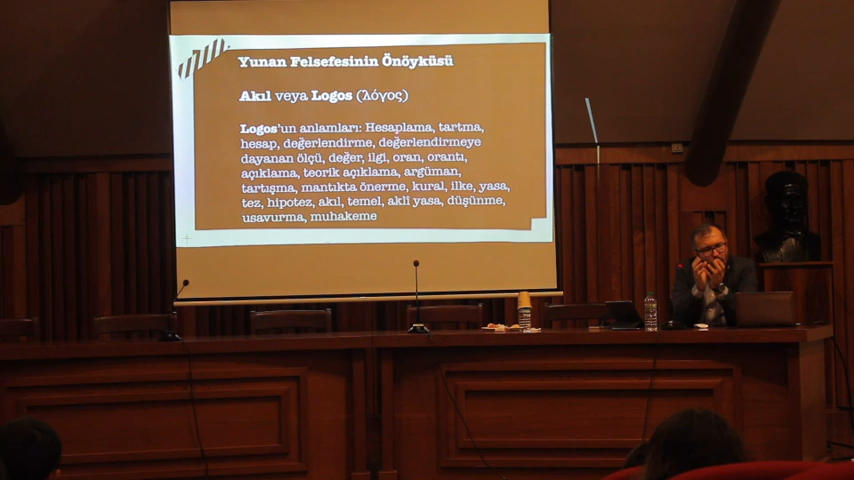 Yunan Felsefesinin Önöyküsü
Akıl veya Logos (λόγος)
Logos'un anlamları: Hesaplama, tartma,
hesap, değerlendirme, değerlendirmeye
dayanan ölçü, değer, ilgi, oran, orantı,
açıklama, teorik açıklama, argüman,
tartışma, mantıkta önerme, kural, ilke, yasa,
tez, hipotez, akıl, temel, aklî yasa, düşünme,
usavurma, muhakeme